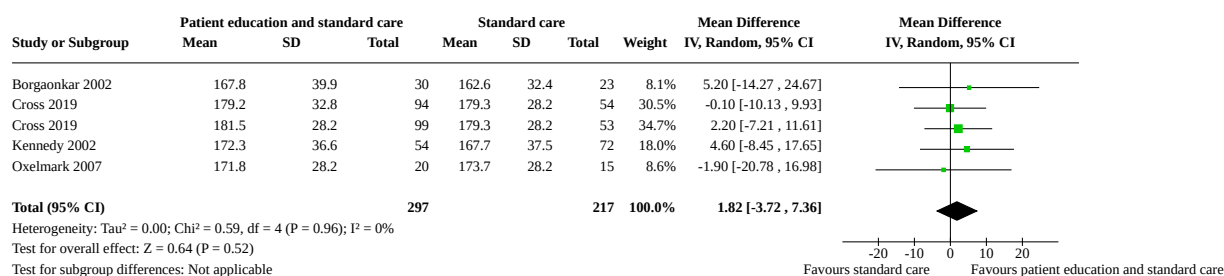 Patient education and standard care Standard care Mean Difference Mean Difference
Study or Subgroup Mean SD Total Mean SD Total Weight IV, Random, 95% CI IV, Random, 95% CI
Borgaonkar 2002 167.8 39.9 30 162.6 32.4 23 8.1% 5.20 [-14.27 , 24.67]
Cross 2019 179.2 32.8 94 179.3 28.2 54 30.5% -0.10 [-10.13 , 9.93]
Cross 2019 181.5 28.2 99 179.3 28.2 53 34.7% 2.20 [-7.21 , 11.61]
Kennedy 2002 172.3 36.6 54 167.7 37.5 72 18.0% 4.60 [-8.45 , 17.65]
Oxelmark 2007 171.8 28.2 20 173.7 28.2 15 8.6% -1.90 [-20.78 , 16.98]
Total (95% CI) 297 217 100.0% 1.82 [-3.72 , 7.36]
Heterogeneity: Tau² = 0.00; Chi² = 0.59, df = 4 (P = 0.96); I² = 0%
Test for overall effect: Z = 0.64 (P = 0.52) -20 -10 0 10 20
Test for subgroup differences: Not applicable Favours standard care Favours patient education and standard care